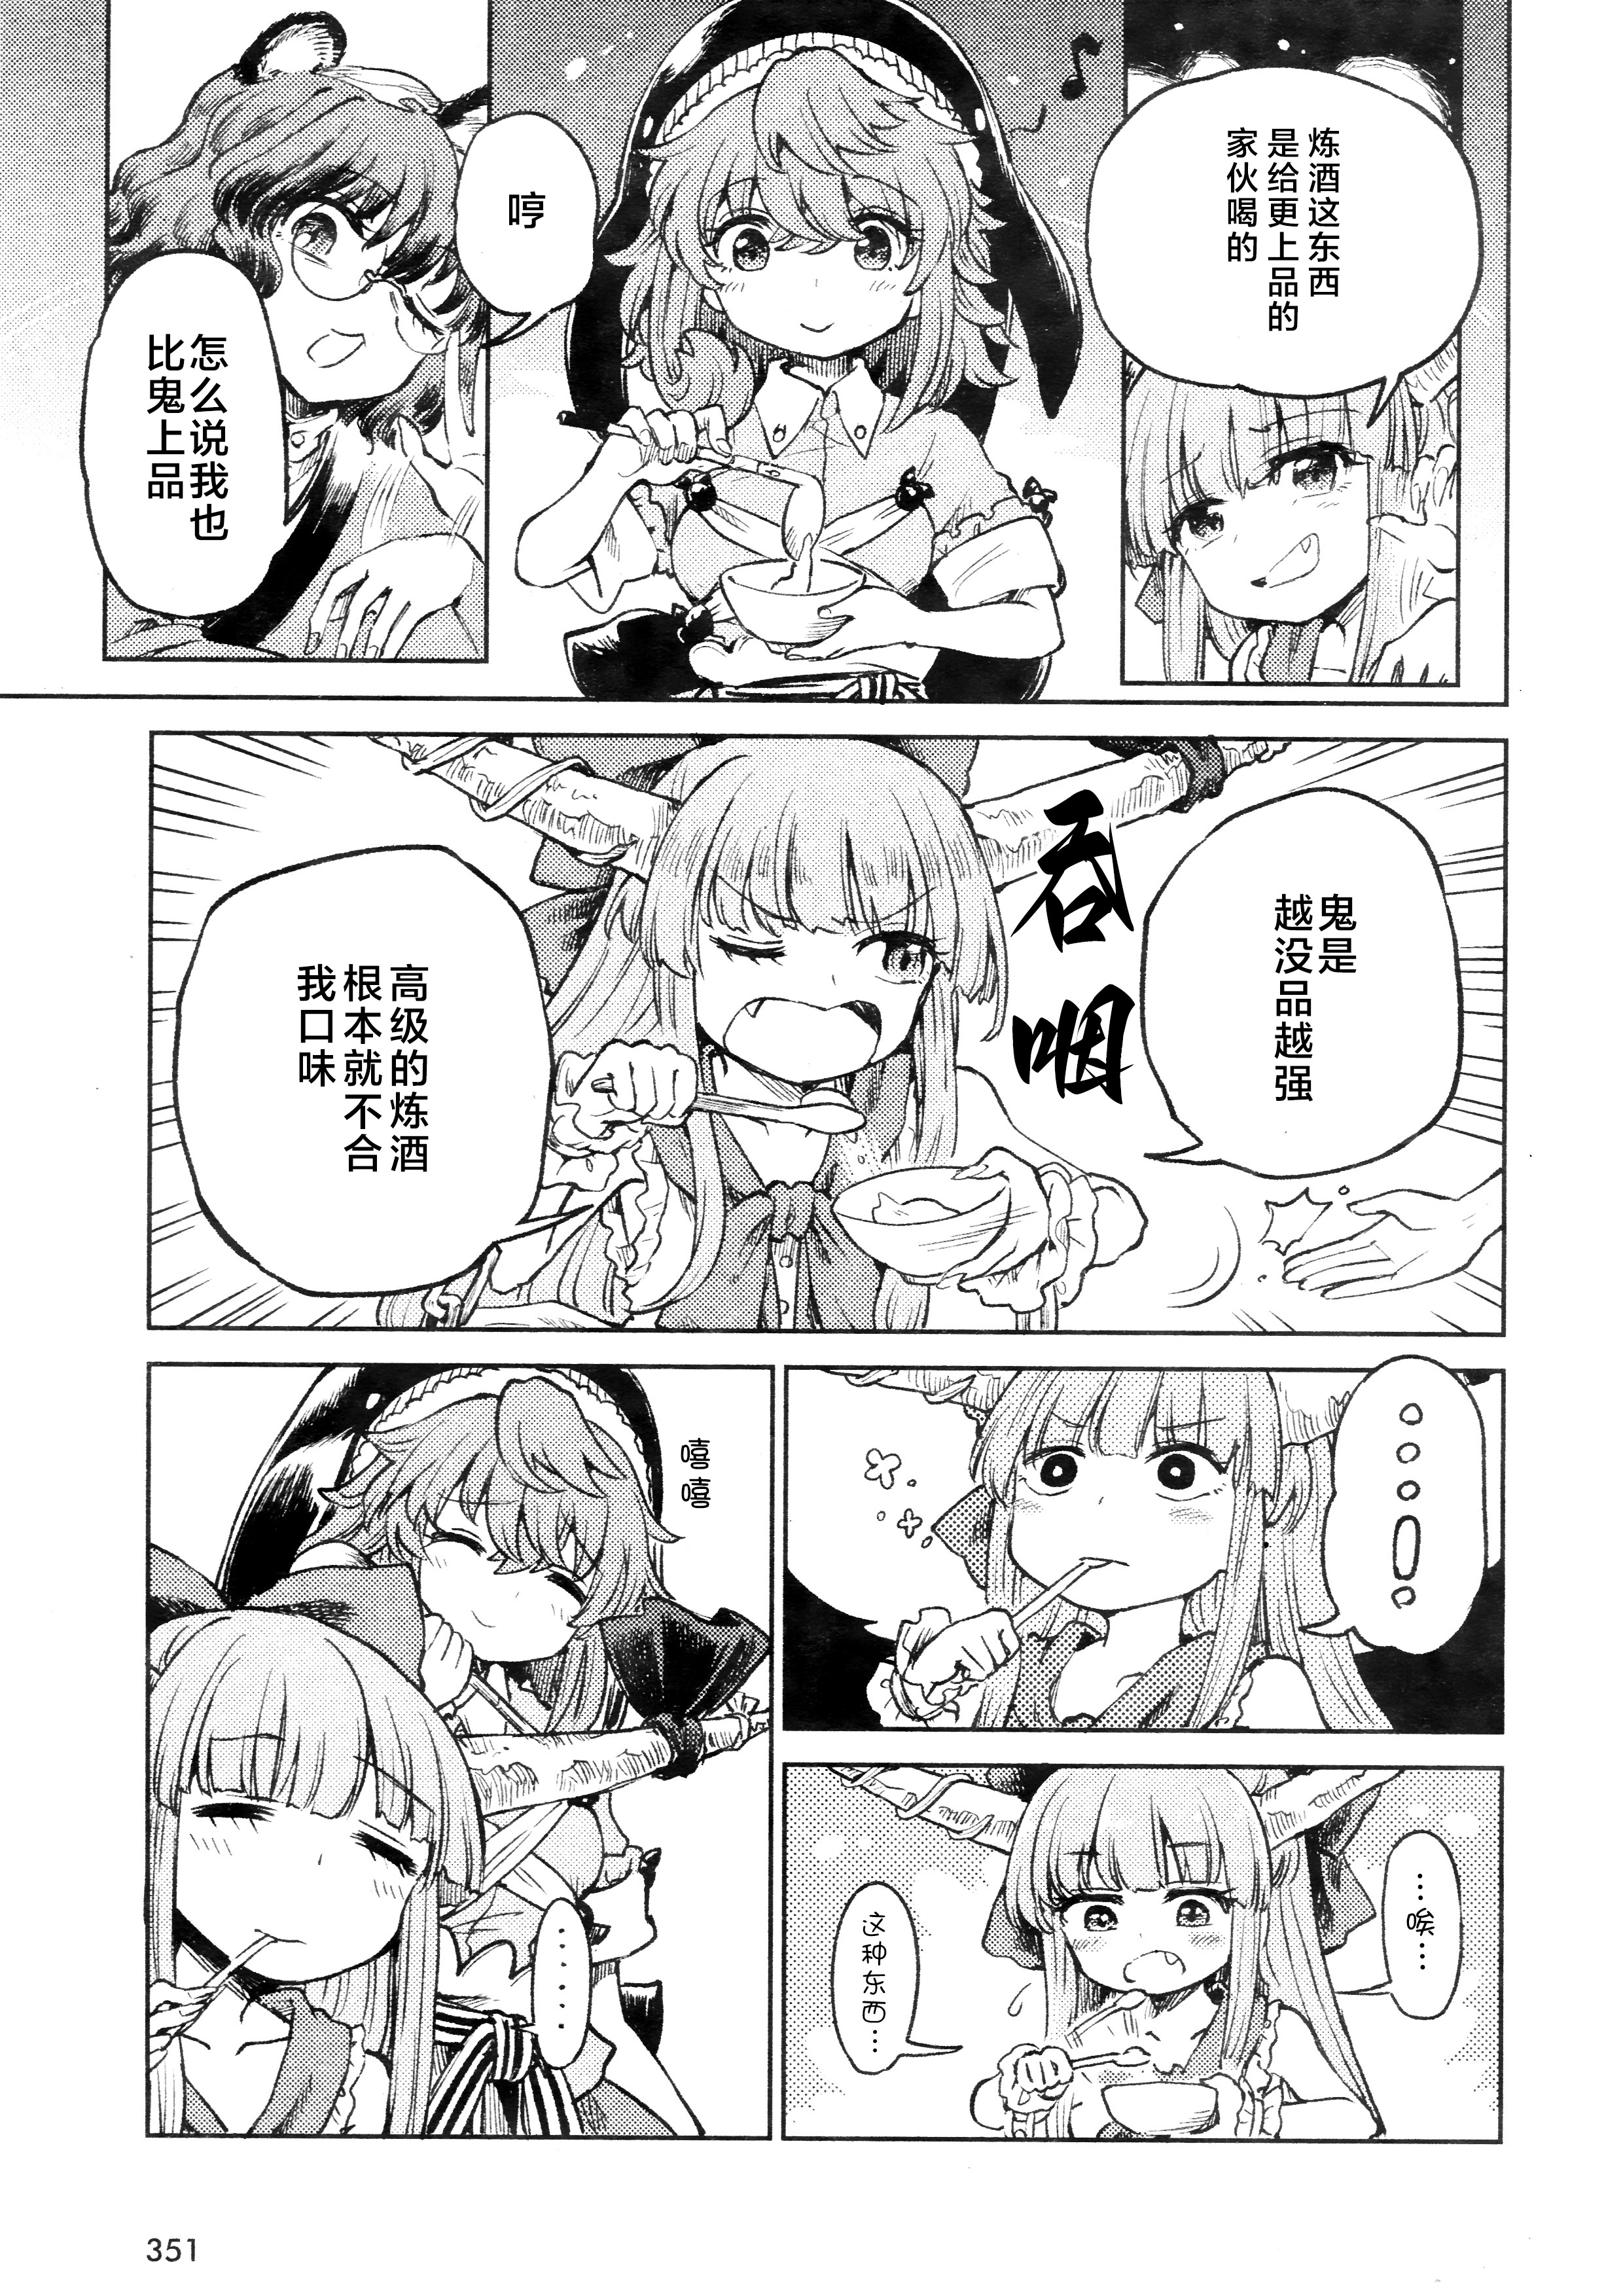 炼酒这东西
是给更上品的
家伙喝的
哼
怎么说我也
比鬼上品
鬼是
越没品越强
吞咽
高级的炼酒
根本就不合
我口味
。。。。！
…唉…
这种东西…
嘻嘻
……
351